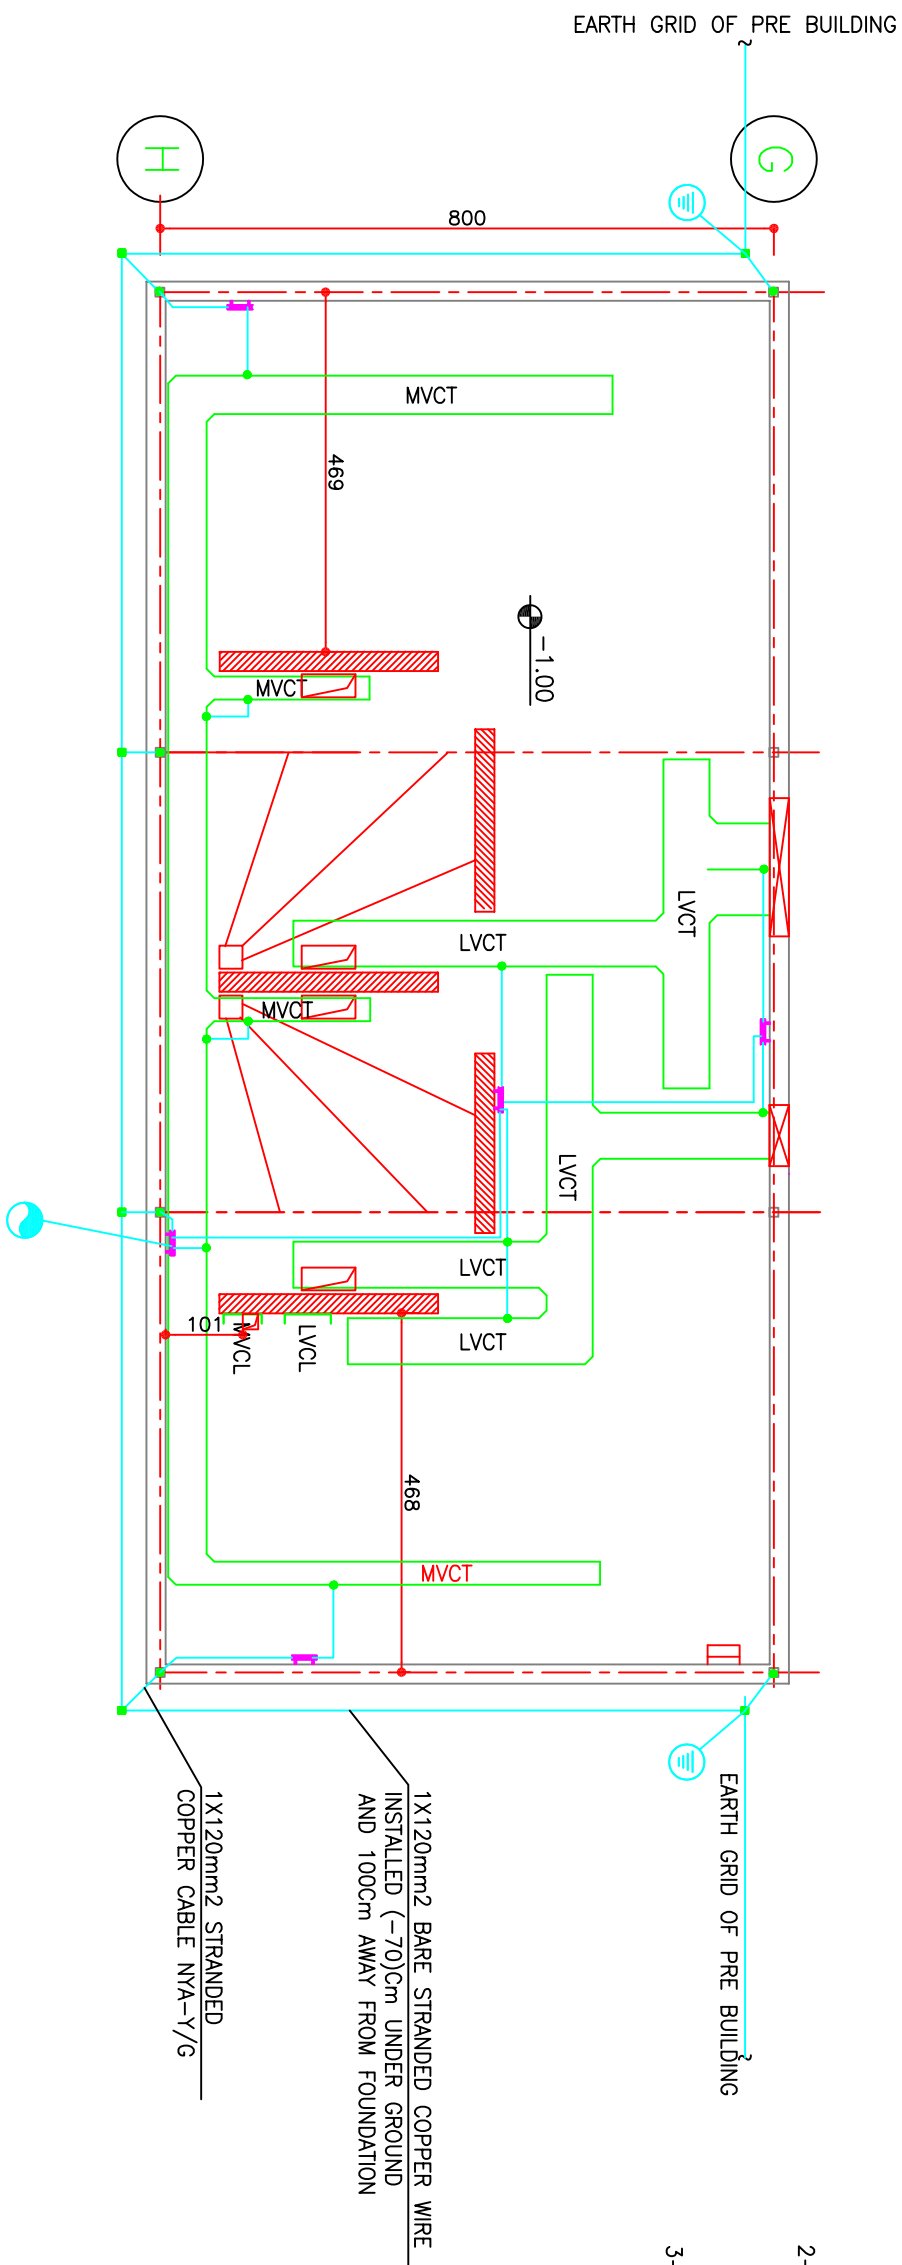 EARTH GRID OF PRE BUILDING
H
G
800
MVCT
469
-1.00
MVCT
LVCT
LVCT
MVCT
LVCT
LVCT
101
MVCL
LVCL
LVCT
468
MVCT
EARTH GRID OF PRE BUILDING
1X120mm2 BARE STRANDED COPPER WIRE
INSTALLED (-70)Cm UNDER GROUND
AND 100Cm AWAY FROM FOUNDATION
1X120mm2 STRANDED
COPPER CABLE NYA-Y/G
2-
3-